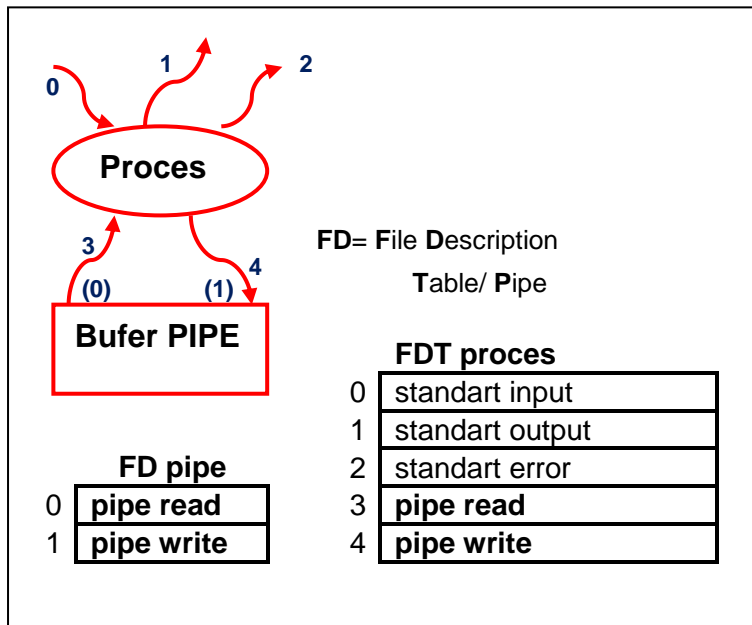 1
2
0
Proces
3
4
(0)
(1)
Bufer PIPE
FD= File Description
Table/ Pipe
FDT proces
0 standart input
1 standart output
2 standart error
3 pipe read
4 pipe write
FD pipe
0 pipe read
1 pipe write